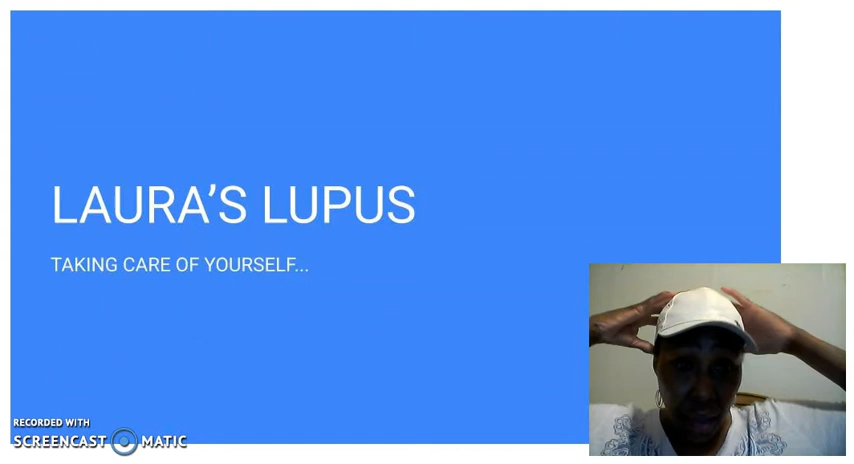 LAURA’S LUPUS
TAKING CARE OF YOURSELF...
RECORDED WITH
SCREENCAST MATIC